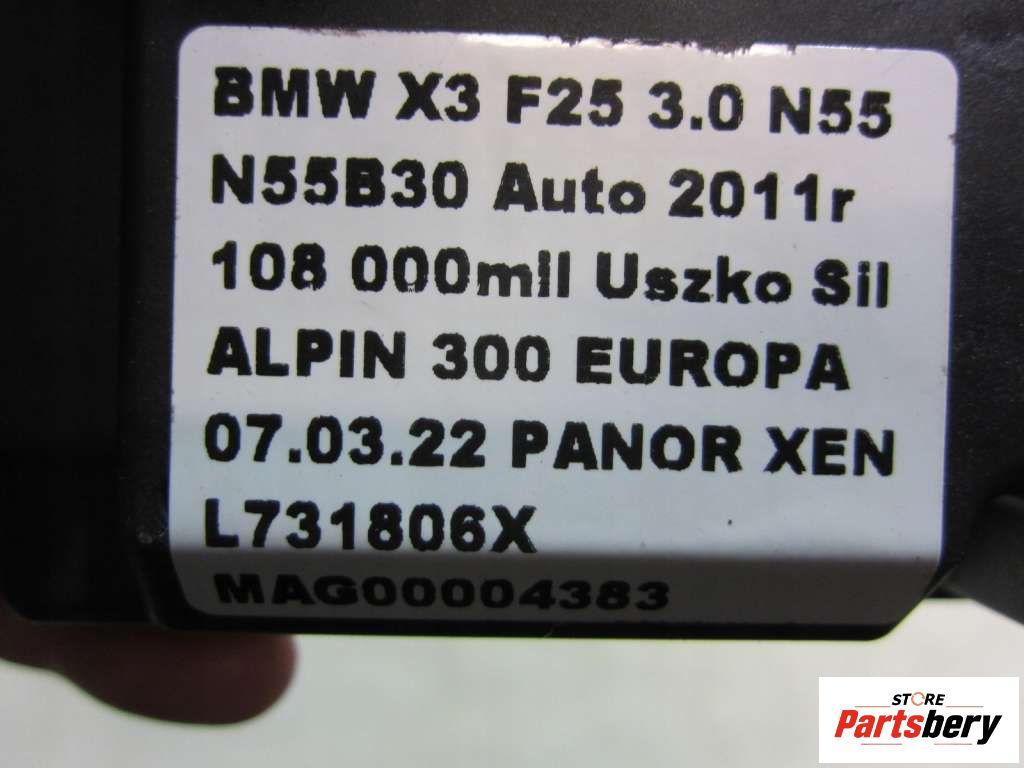 BMW X3 F25 3.0 N55
N55B30 Auto 2011r
108 000mil Uszko Sil
ALPIN 300 EUROPA
07.03.22 PANOR XEN
L731806X
MAG00004383
STORE
Partsbery